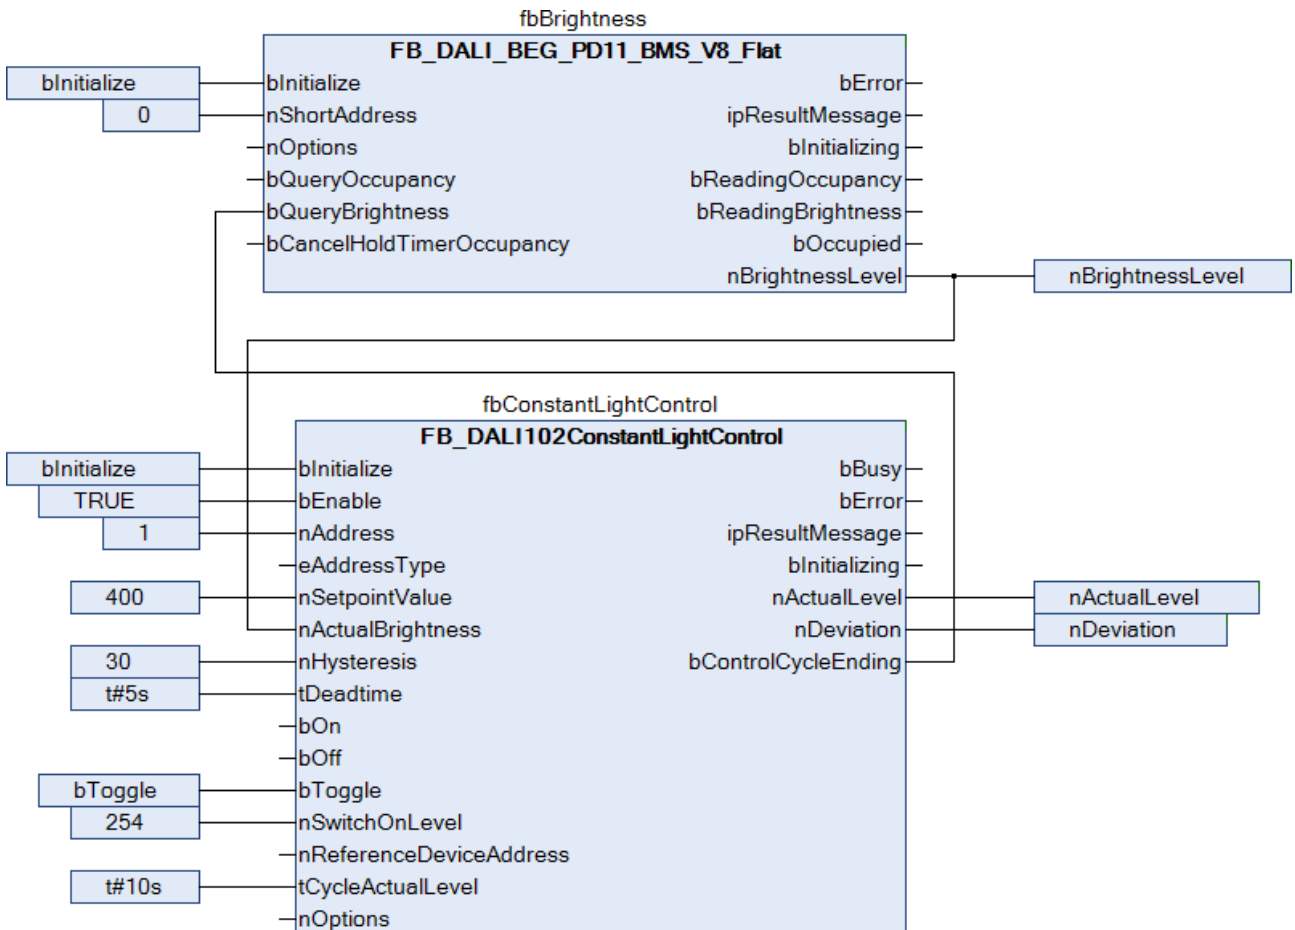 fbBrightness
FB_DALI_BEG_PD11_BMS_V8_Flat
bInitialize bInitialize bError
0 nShortAddress ipResultMessage
nOptions bInitializing
bQueryOccupancy bReadingOccupancy
bQueryBrightness bReadingBrightness
bCancelHoldTimerOccupancy bOccupied
nBrightnessLevel nBrightnessLevel
fbConstantLightControl
FB_DALI102ConstantLightControl
bInitialize bInitialize bBusy
TRUE bEnable bError
1 nAddress ipResultMessage
eAddressType bInitializing
400 nSetpointValue nActualLevel nActualLevel
nActualBrightness nDeviation nDeviation
30 nHysteresis bControlCycleEnding
t#5s tDeadtime
bOn
bOff
bToggle bToggle
254 nSwitchOnLevel
nReferenceDeviceAddress
t#10s tCycleActualLevel
nOptions